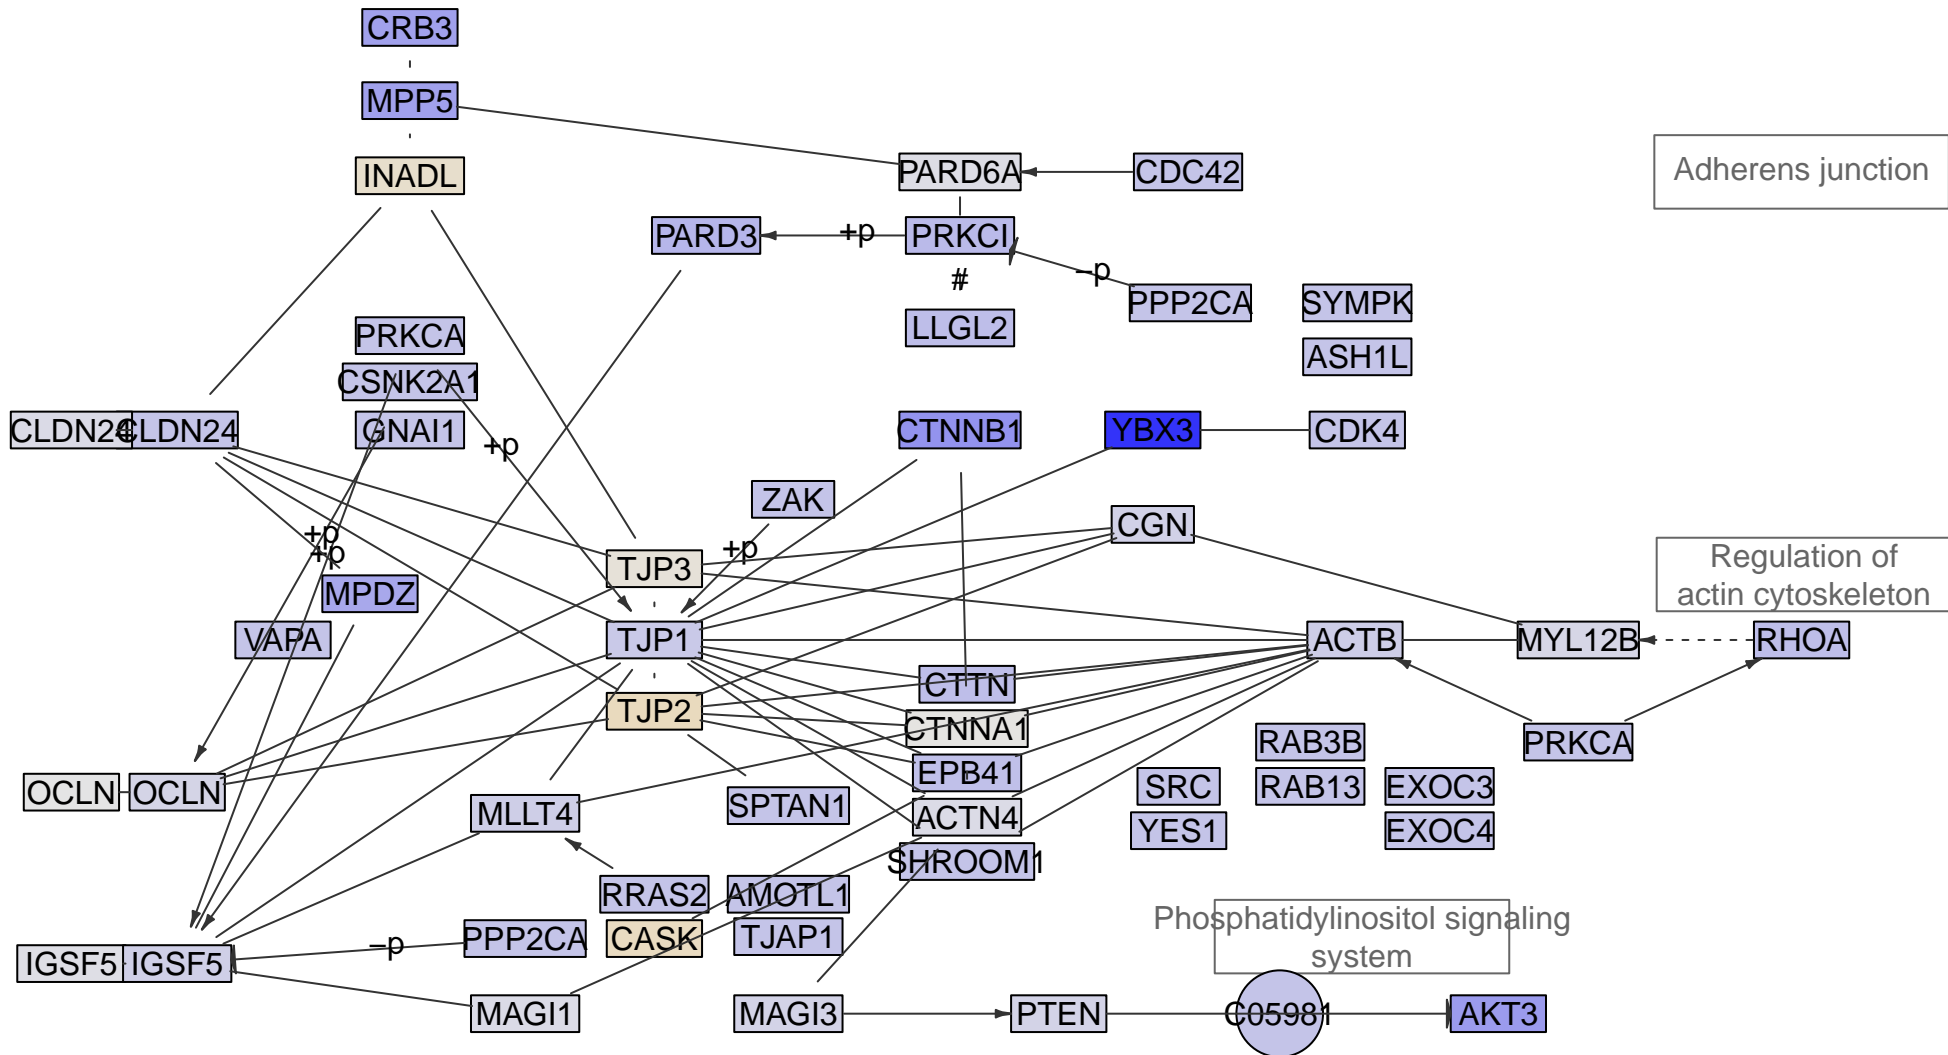 CRB3
MPP5
INADL
PARD6A
CDC42
Adherens junction
PARD3
+p
PRKCI
–p
#
PPP2CA
SYMPK
LLGL2
PRKCA
ASH1L
CSNK2A1
CLDN24
CLDN24
GNAI1
+p
CTNNB1
YBX3
CDK4
ZAK
CGN
+p
+p
+p
TJP3
Regulation of
actin cytoskeleton
MPDZ
VAPA
TJP1
ACTB
MYL12B
RHOA
CTTN
TJP2
CTNNA1
RAB3B
PRKCA
EPB41
OCLN
OCLN
SRC
RAB13
EXOC3
MLLT4
SPTAN1
ACTN4
YES1
EXOC4
SHROOM1
RRAS2
AMOTL1
Phosphatidylinositol signaling
system
PPP2CA
CASK
TJAP1
–p
IGSF5
IGSF5
MAGI1
MAGI3
PTEN
C05981
AKT3